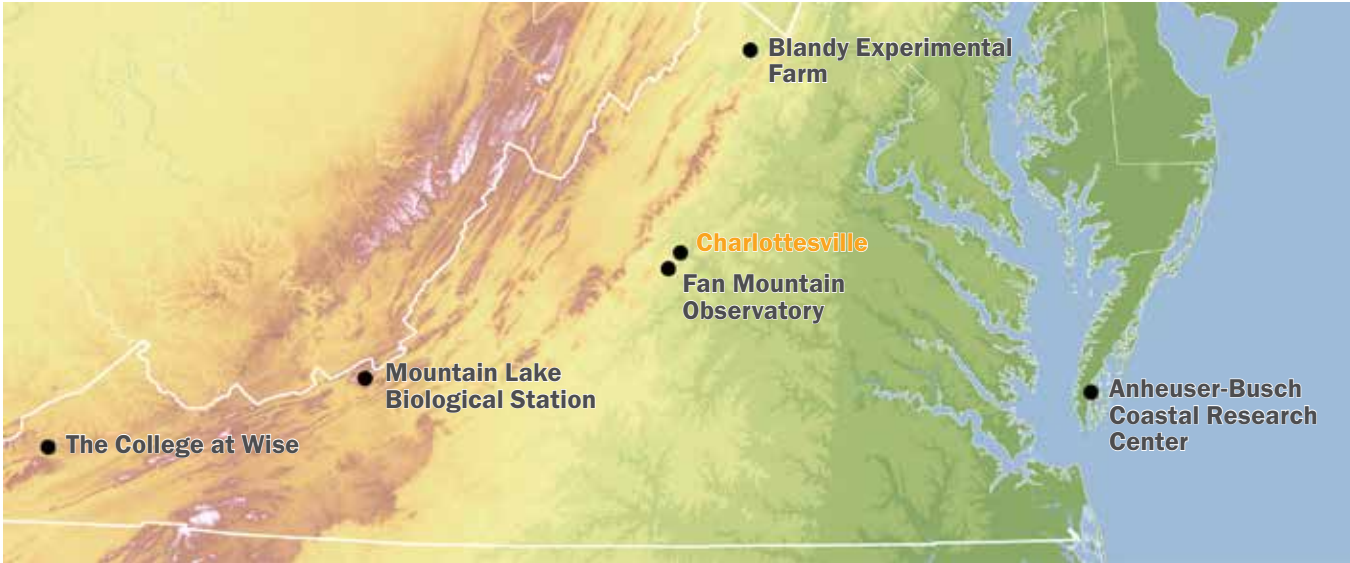 Blandy Experimental
Farm
Charlottesville
Fan Mountain
Observatory
Mountain Lake
Biological Station
Anheuser-Busch
Coastal Research
Center
The College at Wise